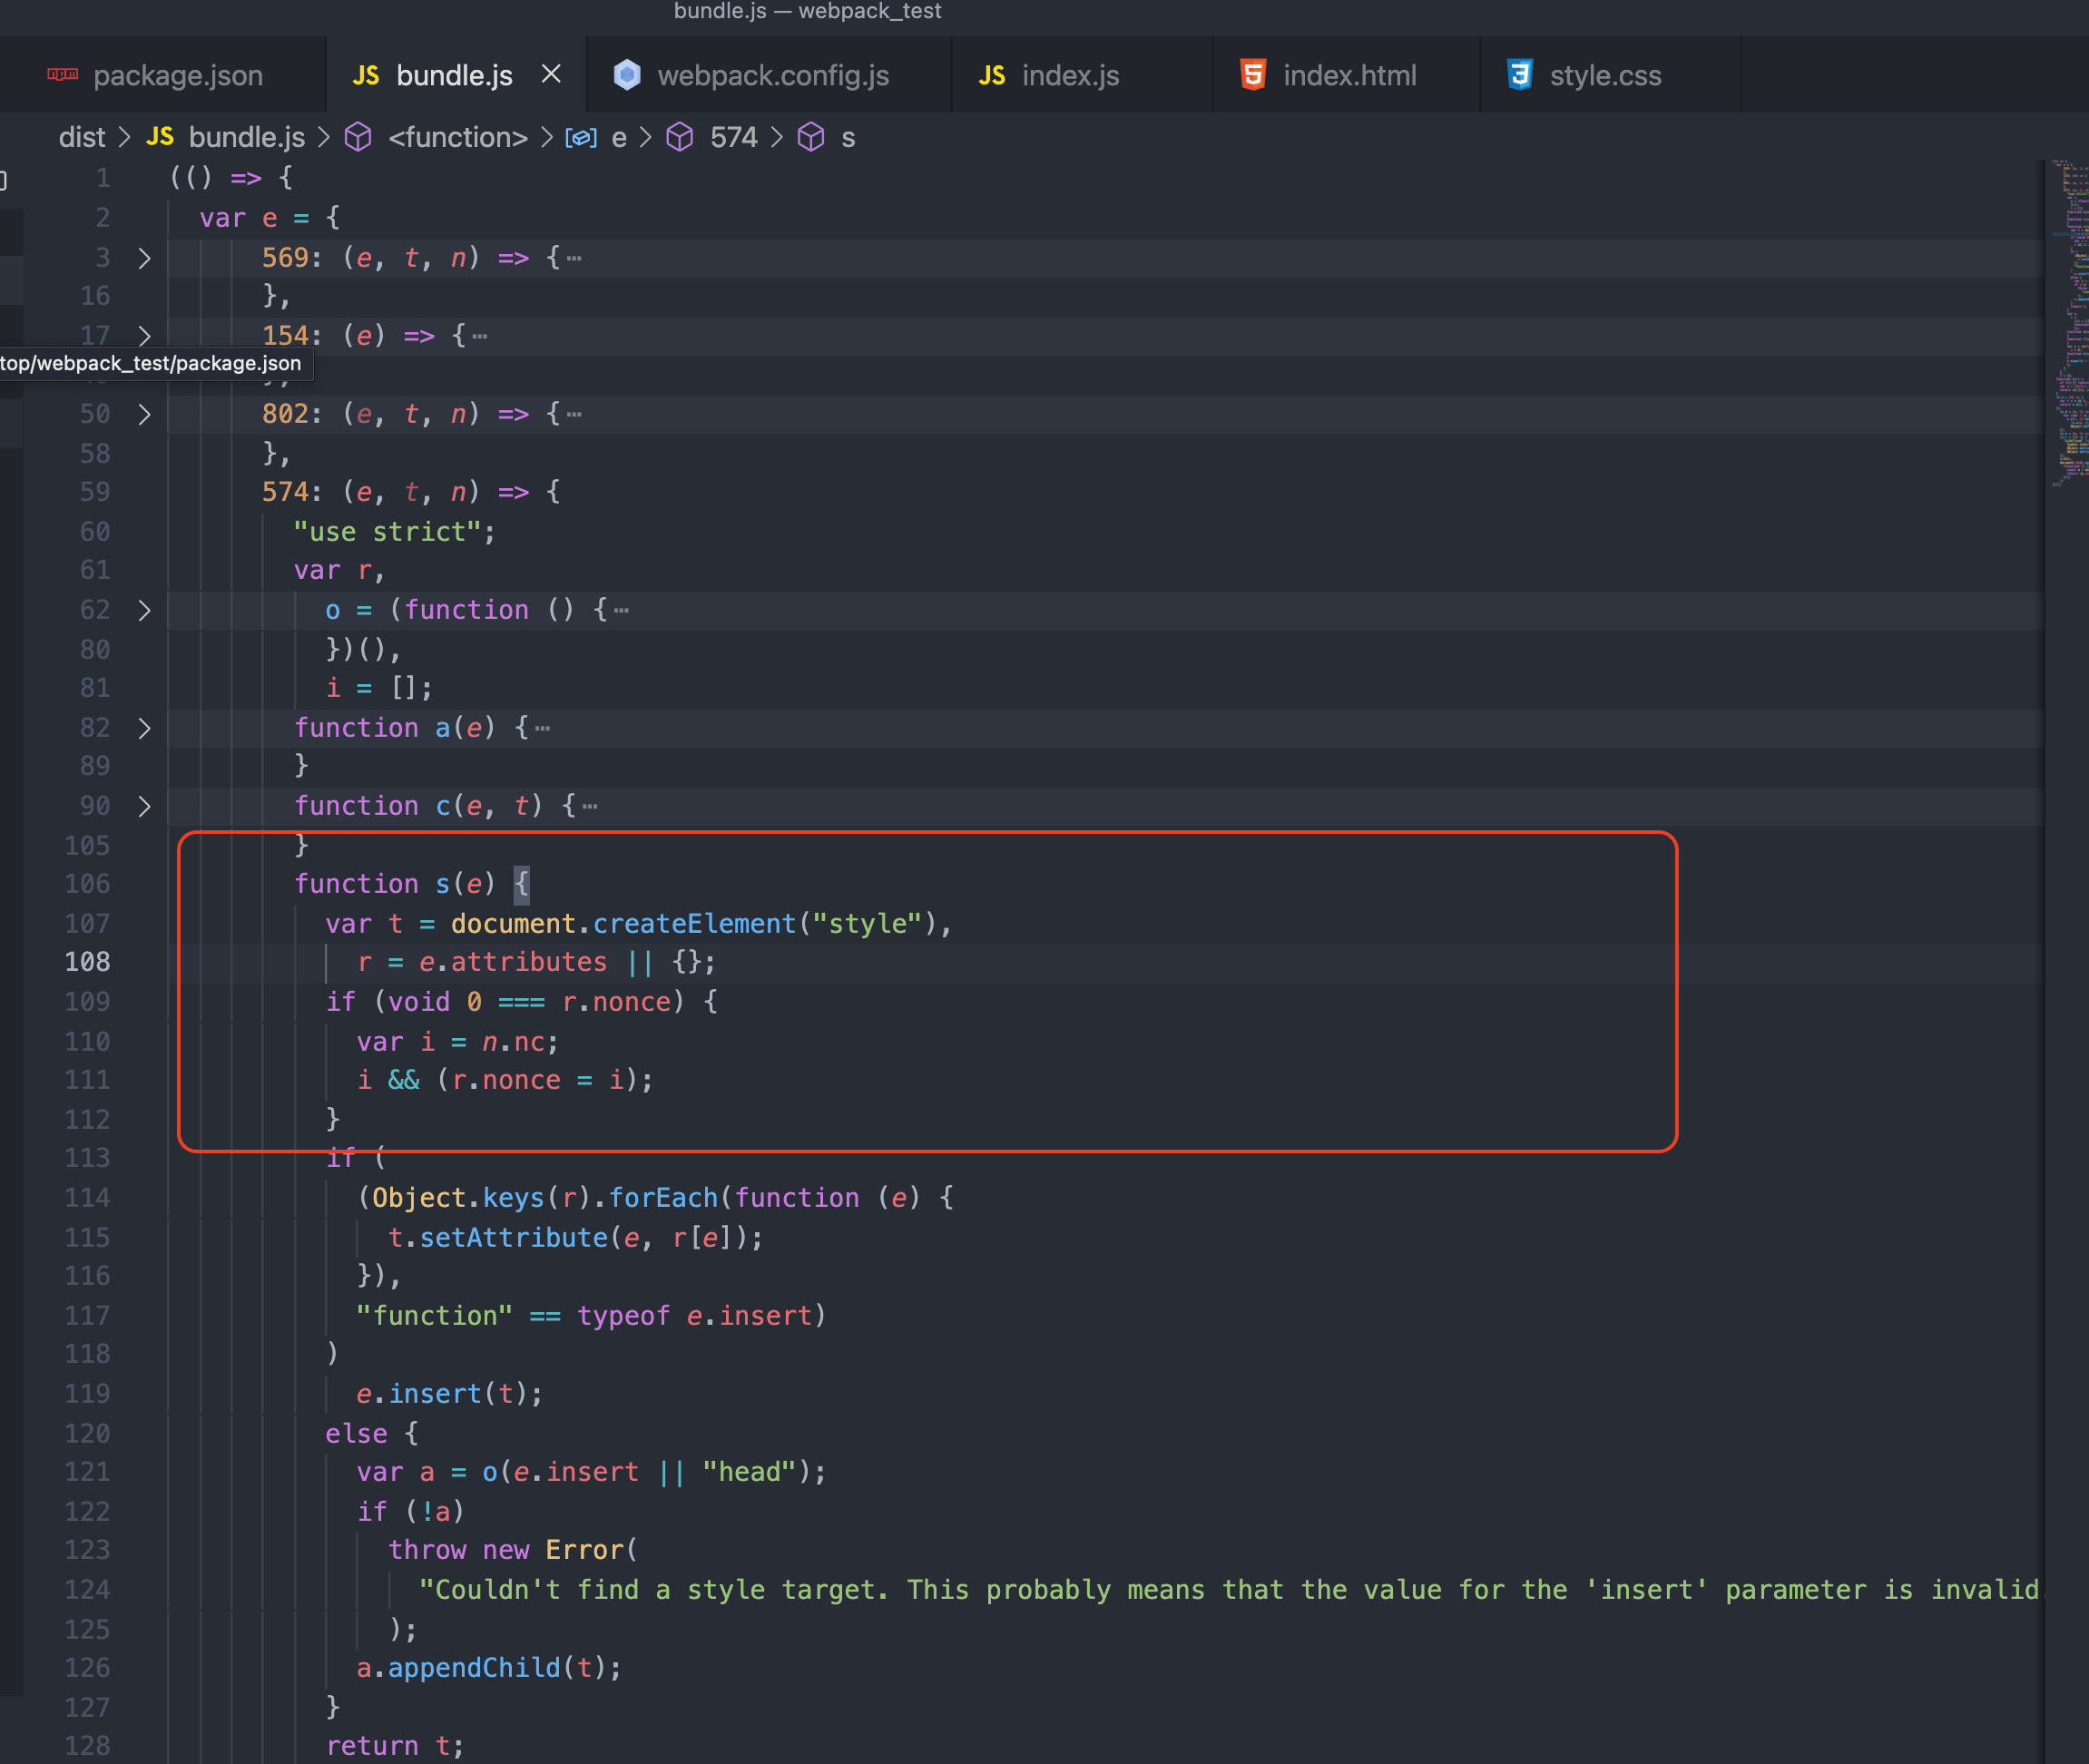 bundle.js — webpack_test
package.json
JS bundle.js
webpack.config.js
JS index.js
5 index.html
3 style.css
dist > JS bundle.js > <function> > e > 574 > s
1 (() => {
2 var e = {
3 569: (e, t, n) => {⋯
16 },
17 154: (e) => {⋯
top/webpack_test/package.json
50 802: (e, t, n) => {⋯
58 },
59 574: (e, t, n) => {
60 "use strict";
61 var r,
62 o = (function () {⋯
80 })(),
81 i = [];
82 function a(e) {⋯
89 }
90 function c(e, t) {⋯
105 }
106 function s(e) {
107 var t = document.createElement("style"),
108 r = e.attributes || {};
109 if (void 0 === r.nonce) {
110 var i = n.nc;
111 i && (r.nonce = i);
112 }
113 if (
114 (Object.keys(r).forEach(function (e) {
115 t.setAttribute(e, r[e]);
116 }),
117 "function" == typeof e.insert)
118 )
119 e.insert(t);
120 else {
121 var a = o(e.insert || "head");
122 if (!a)
123 throw new Error(
124 "Couldn't find a style target. This probably means that the value for the 'insert' parameter is invalid.
125 );
126 a.appendChild(t);
127 }
128 return t;